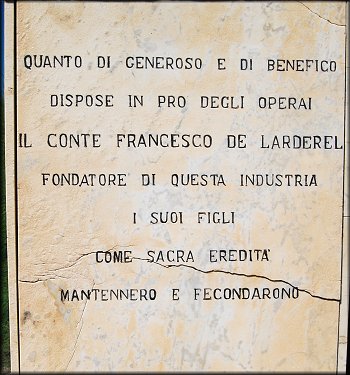 QUANTO DI GENEROSO E DI BENEFICO
DISPOSE IN PRO DEGLI OPERAI
IL CONTE FRANCESCO DE LARDEREL
FONDATORE DI QUESTA INDUSTRIA
I SUOI FIGLI
COME SACRA EREDITA'
MANTENNERO E FECONDARONO